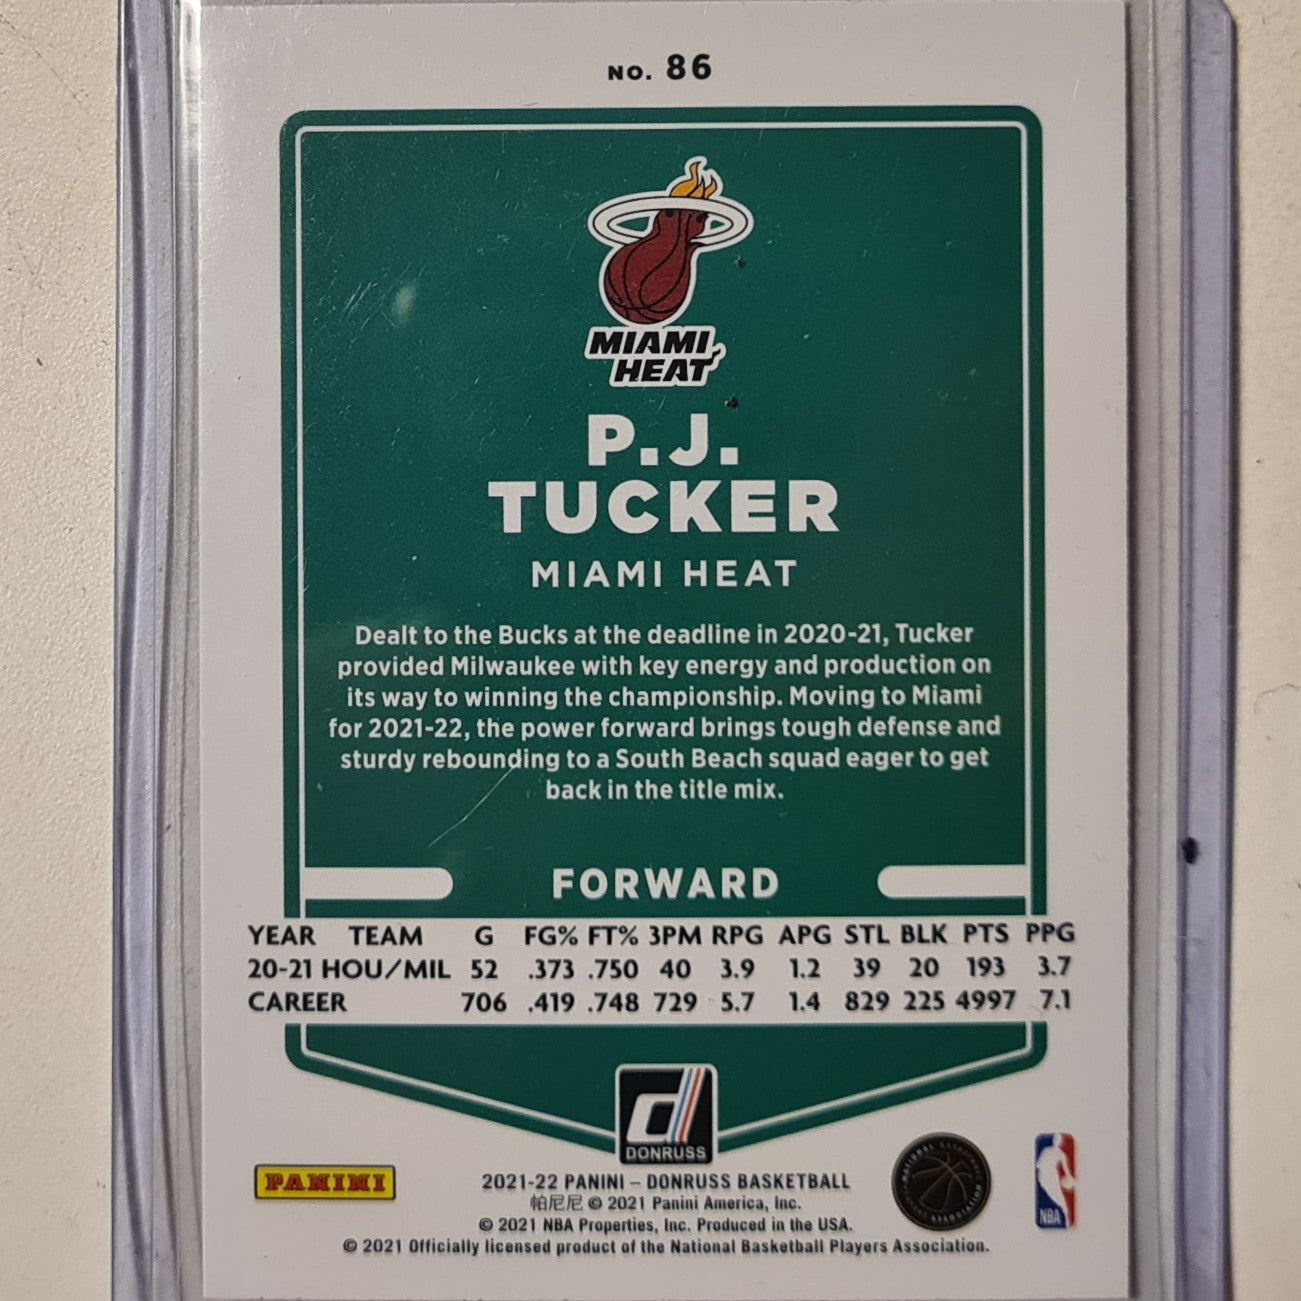 NO. 86
MIAMI
HEAT
P.J.
TUCKER
MIAMI HEAT
Dealt to the Bucks at the deadline in 2020-21, Tucker
provided Milwaukee with key energy and production on
its way to winning the championship. Moving to Miami
for 2021-22, the power forward brings tough defense and
sturdy rebounding to a South Beach squad eager to get
back in the title mix.
FORWARD
YEAR TEAM G FG% FT% 3PM RPG APG STL BLK PTS PPG
20-21 HOU/MIL 52 .373 .750 40 3.9 1.2 39 20 193 3.7
CAREER 706 .419 .748 729 5.7 1.4 829 225 4997 7.1
DONRUSS
PANINI
2021-22 PANINI – DONRUSS BASKETBALL
帕尼尼 © 2021 Panini America, Inc.
© 2021 NBA Properties, Inc. Produced in the USA.
© 2021 Officially licensed product of the National Basketball Players Association.
NBA